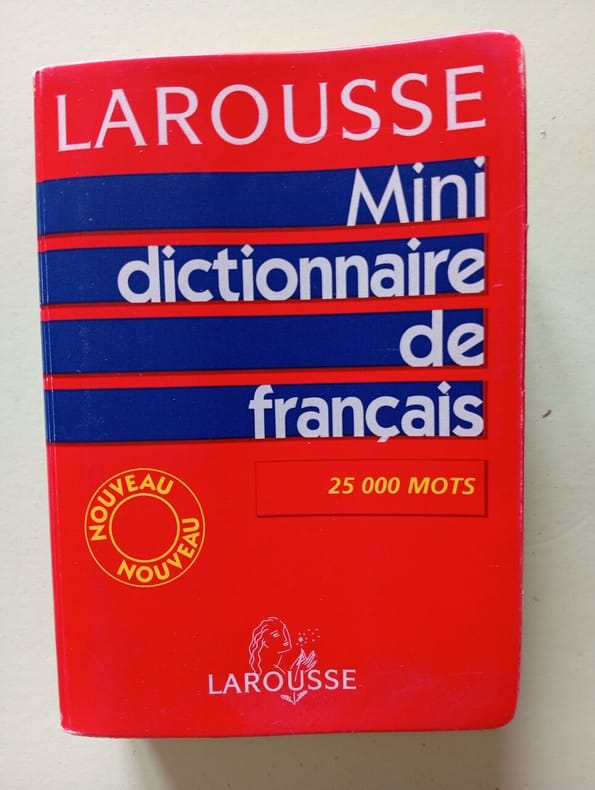 LAROUSSE
Mini
dictionnaire
de
français
25 000 MOTS
NOUVEAU
NOUVEAU
LAROUSSE